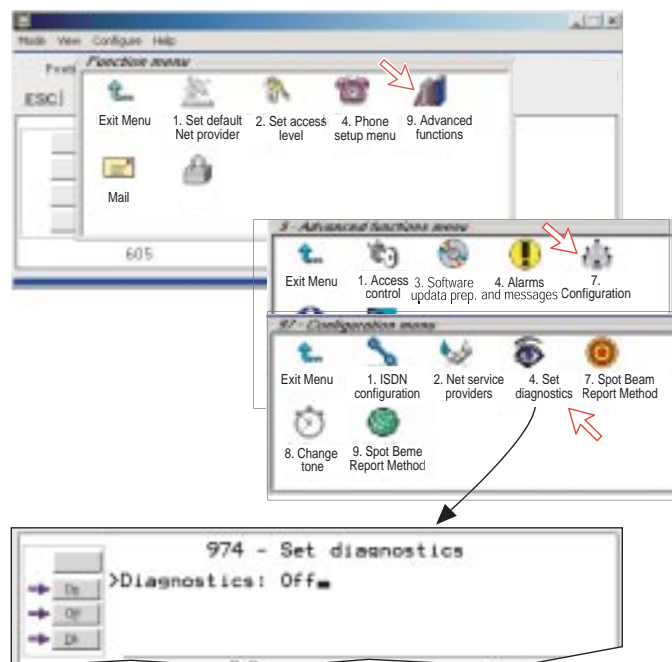 Mode View Configure Help
Function menu
ESC
Exit Menu
1. Set default
Net provider
2. Set access
level
4. Phone
setup menu
9. Advanced
functions
Mail
605
9 - Advanced functions menu
Exit Menu
1. Access
control
3. Software
updata prep.
4. Alarms
and messages
7.
Configuration
97 - Configuration menu
Exit Menu
1. ISDN
configuration
2. Net service
providers
4. Set
diagnostics
7. Spot Beam
Report Method
8. Change
tone
9. Spot Beme
Report Method
974 - Set diagnostics
>Diagnostics: Off